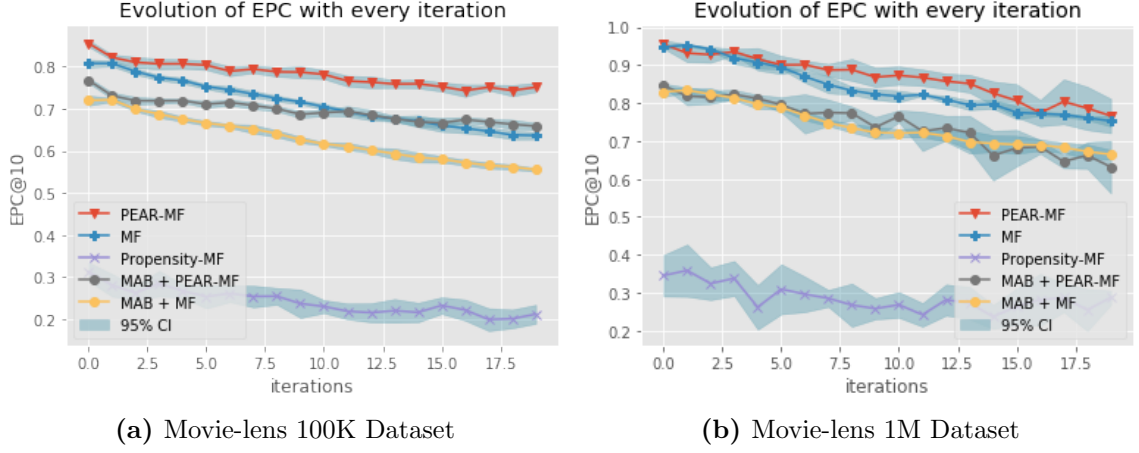 Evolution of EPC with every iteration
EPC@10
0.8
0.7
0.6
0.5
0.4
0.3
0.2
PEAR-MF
MF
Propensity-MF
MAB + PEAR-MF
MAB + MF
95% CI
0.0 2.5 5.0 7.5 10.0 12.5 15.0 17.5
iterations
(a) Movie-lens 100K Dataset
Evolution of EPC with every iteration
EPC@10
1.0
0.9
0.8
0.7
0.6
0.5
0.4
0.3
0.2
PEAR-MF
MF
Propensity-MF
MAB + PEAR-MF
MAB + MF
95% CI
0.0 2.5 5.0 7.5 10.0 12.5 15.0 17.5
iterations
(b) Movie-lens 1M Dataset